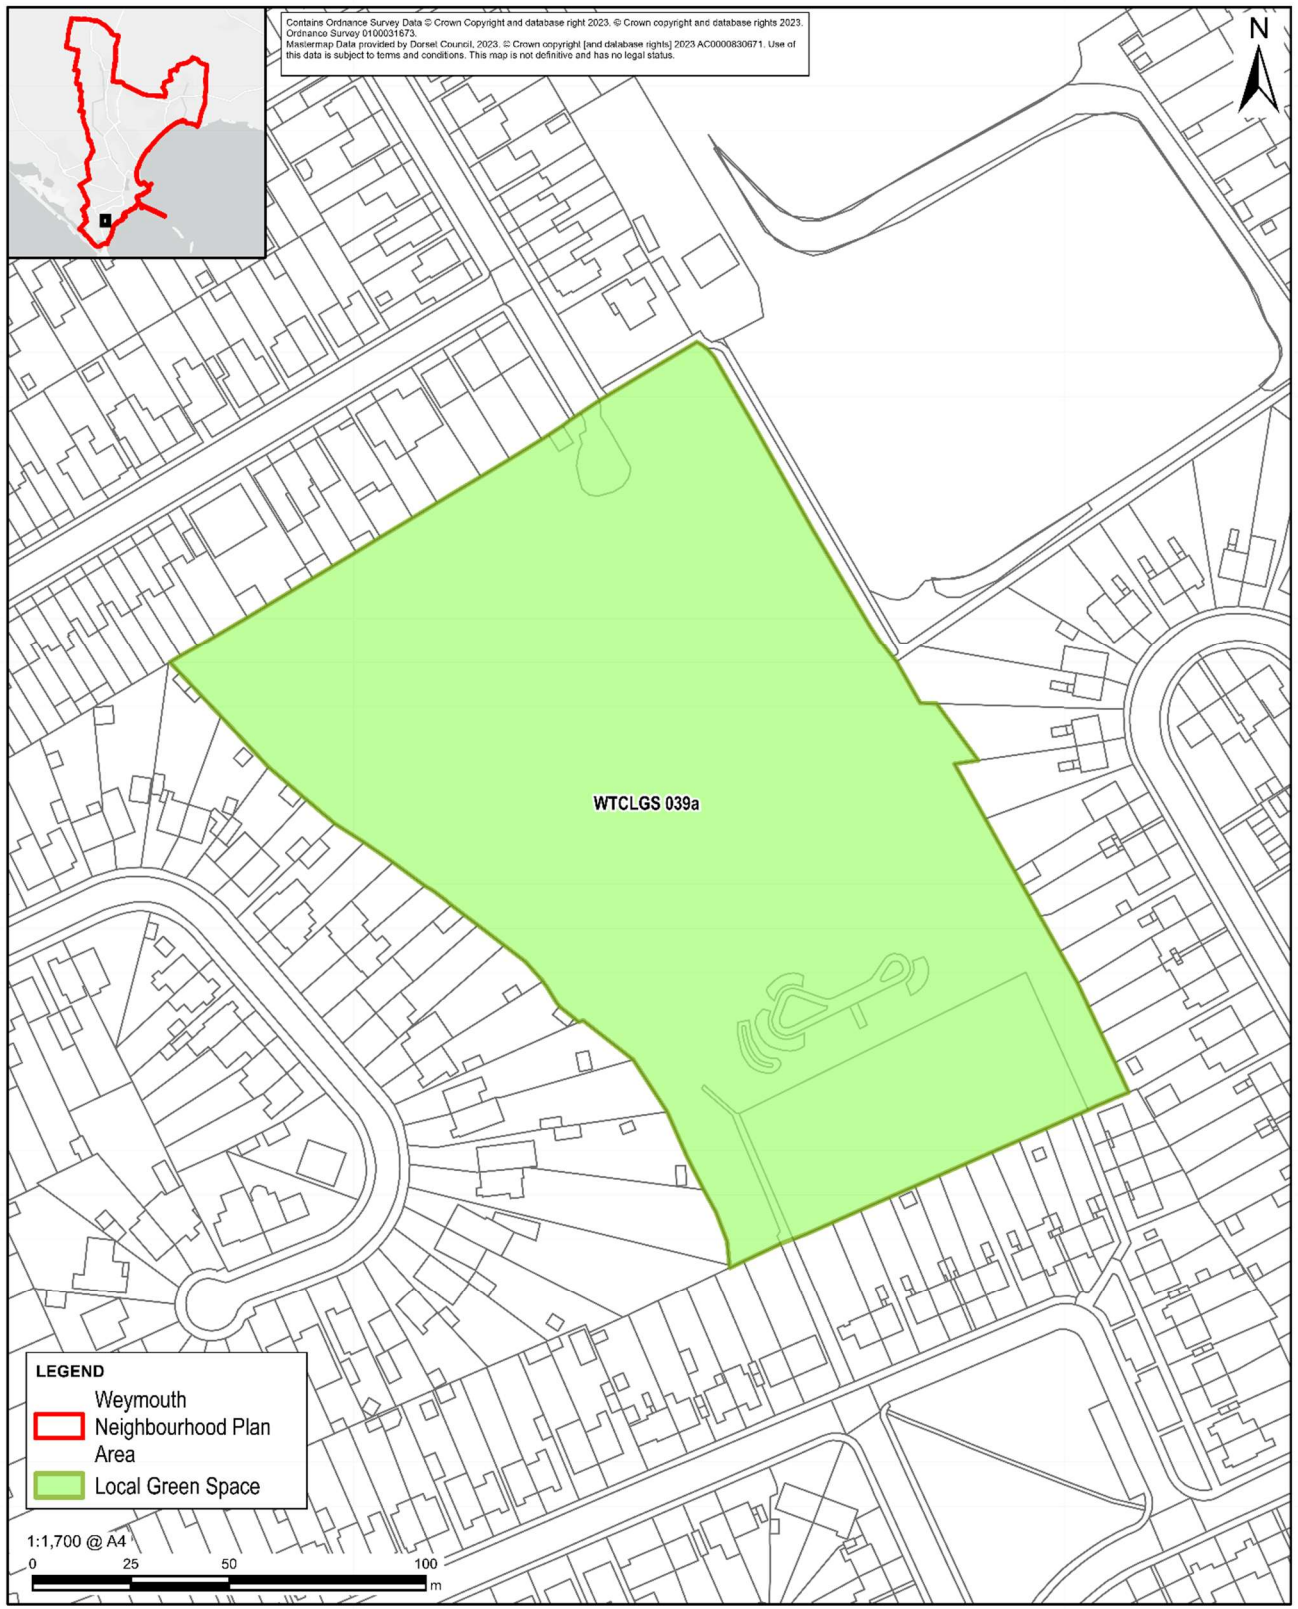 Contains Ordnance Survey Data © Crown Copyright and database right 2023. © Crown copyright and database rights 2023.
Ordnance Survey 0100031673.
Mastermap Data provided by Dorset Council, 2023. © Crown copyright [and database rights] 2023 AC0000830671. Use of
this data is subject to terms and conditions. This map is not definitive and has no legal status.
N
WTCLGS 039a
LEGEND
Weymouth
Neighbourhood Plan
Area
Local Green Space
1:1,700 @ A4
0 25 50 100
m